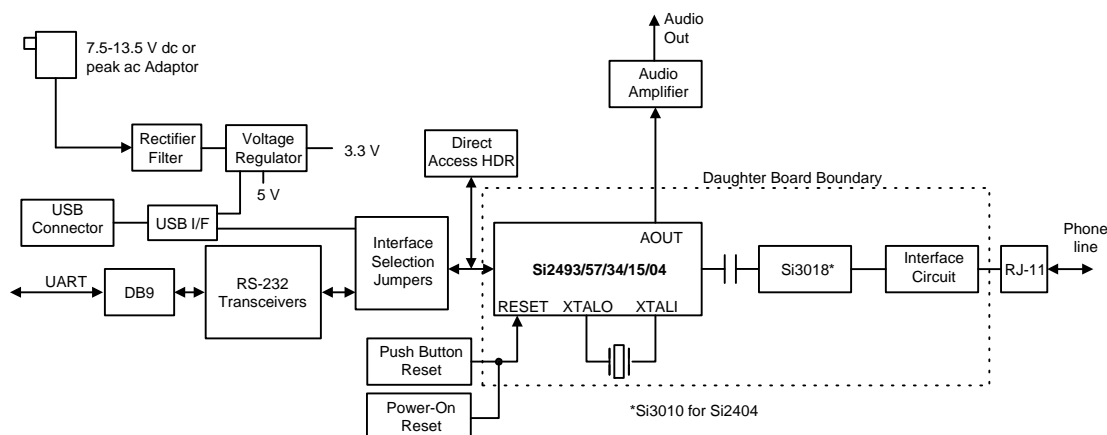 Audio
Out
7.5-13.5 V dc or
peak ac Adaptor
Audio
Amplifier
Rectifier
Filter
Voltage
Regulator
3.3 V
Direct
Access HDR
5 V
Daughter Board Boundary
USB
Connector
USB I/F
Interface
Selection
Jumpers
AOUT
Si2493/57/34/15/04
RESET XTALO XTALI
Si3018*
Interface
Circuit
RJ-11
Phone
line
UART
DB9
RS-232
Transceivers
Push Button
Reset
Power-On
Reset
*Si3010 for Si2404